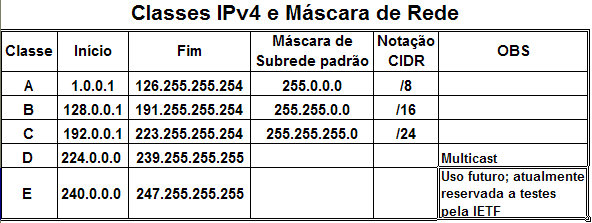 Classes IPv4 e Máscara de Rede
Classe Início Fim Máscara de Subrede padrão Notação CIDR OBS
A 1.0.0.1 126.255.255.254 255.0.0.0 /8
B 128.0.0.1 191.255.255.254 255.255.0.0 /16
C 192.0.0.1 223.255.255.254 255.255.255.0 /24
D 224.0.0.0 239.255.255.255 Multicast
E 240.0.0.0 247.255.255.255 Uso futuro; atualmente
reservada a testes
pela IETF